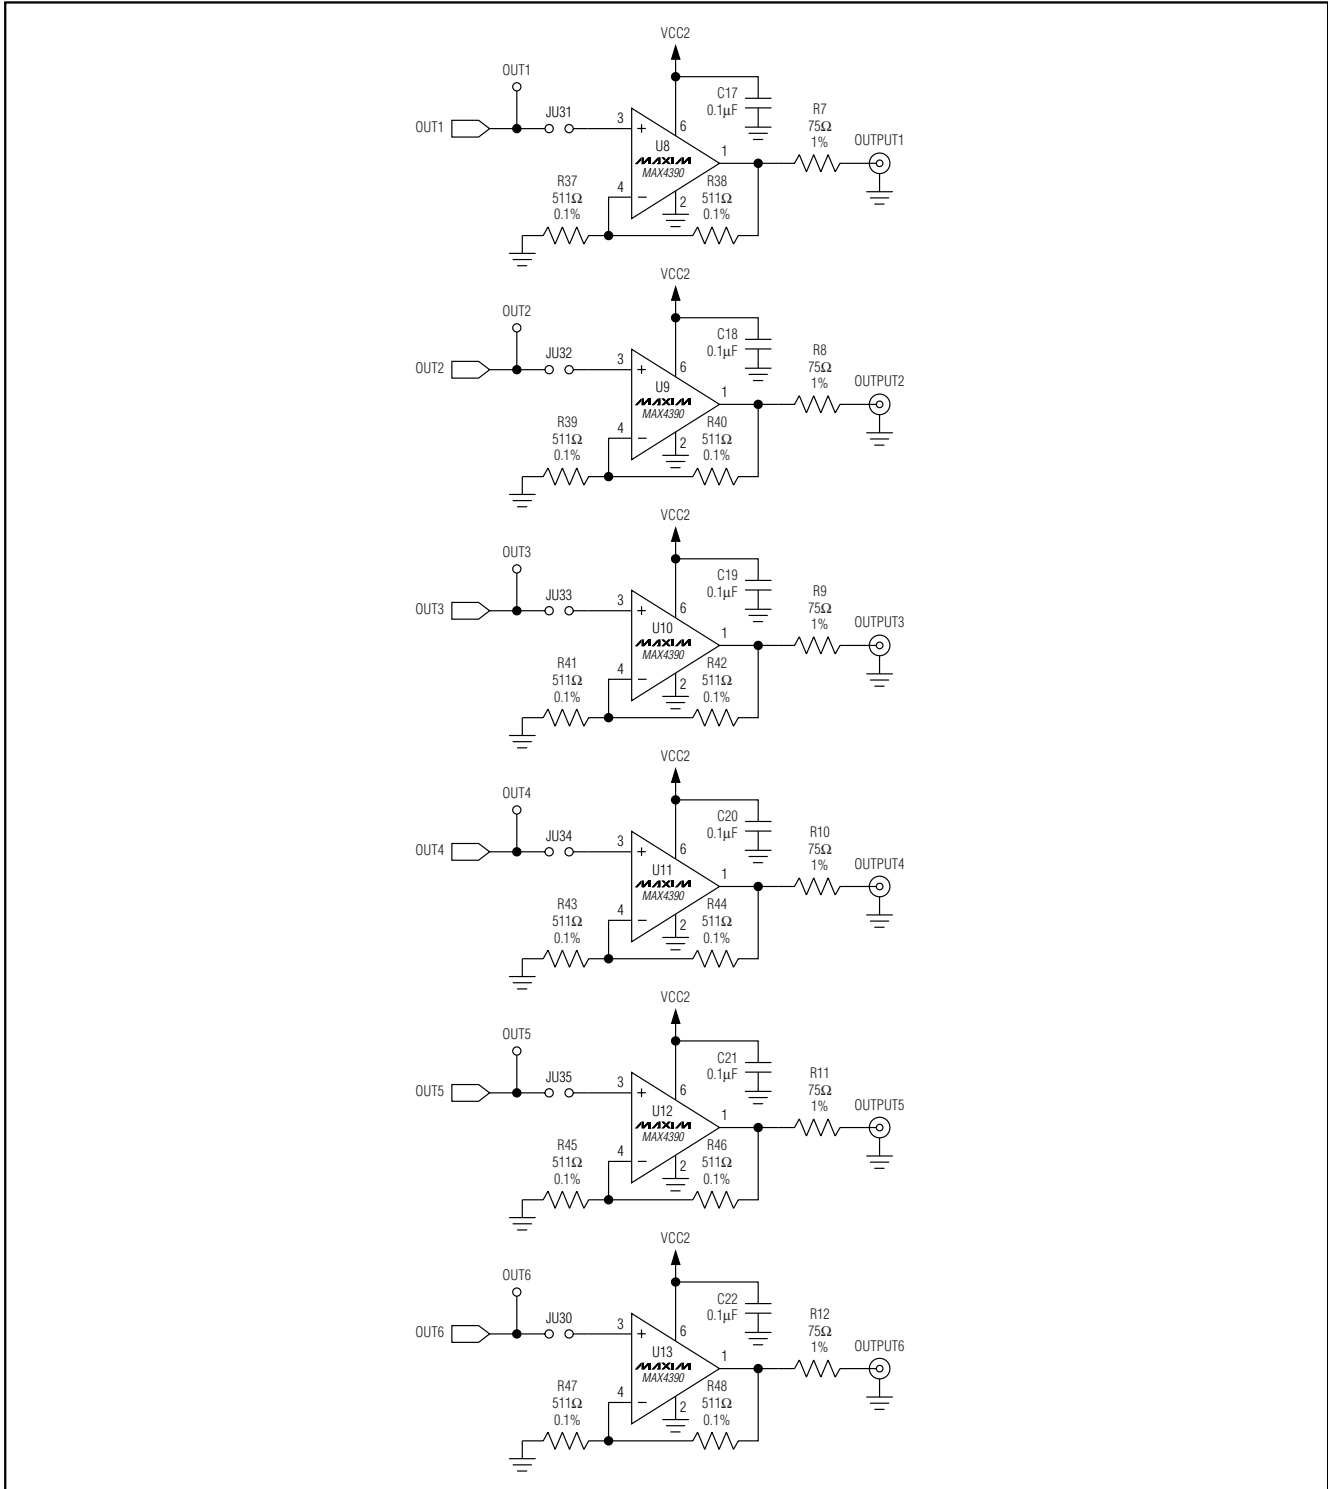 VCC2
OUT1
C17
0.1µF
R7
75Ω
1%
JU31
OUT1
3
+
6
U8
MAXIM
MAX4390
1
OUTPUT1
R37
511Ω
0.1%
4
−
2
R38
511Ω
0.1%
VCC2
OUT2
C18
0.1µF
R8
75Ω
1%
JU32
OUT2
3
+
6
U9
MAXIM
MAX4390
1
OUTPUT2
R39
511Ω
0.1%
4
−
2
R40
511Ω
0.1%
VCC2
OUT3
C19
0.1µF
R9
75Ω
1%
JU33
OUT3
3
+
6
U10
MAXIM
MAX4390
1
OUTPUT3
R41
511Ω
0.1%
4
−
2
R42
511Ω
0.1%
VCC2
OUT4
C20
0.1µF
R10
75Ω
1%
JU34
OUT4
3
+
6
U11
MAXIM
MAX4390
1
OUTPUT4
R43
511Ω
0.1%
4
−
2
R44
511Ω
0.1%
VCC2
OUT5
C21
0.1µF
R11
75Ω
1%
JU35
OUT5
3
+
6
U12
MAXIM
MAX4390
1
OUTPUT5
R45
511Ω
0.1%
4
−
2
R46
511Ω
0.1%
VCC2
OUT6
C22
0.1µF
R12
75Ω
1%
JU30
OUT6
3
+
6
U13
MAXIM
MAX4390
1
OUTPUT6
R47
511Ω
0.1%
4
−
2
R48
511Ω
0.1%